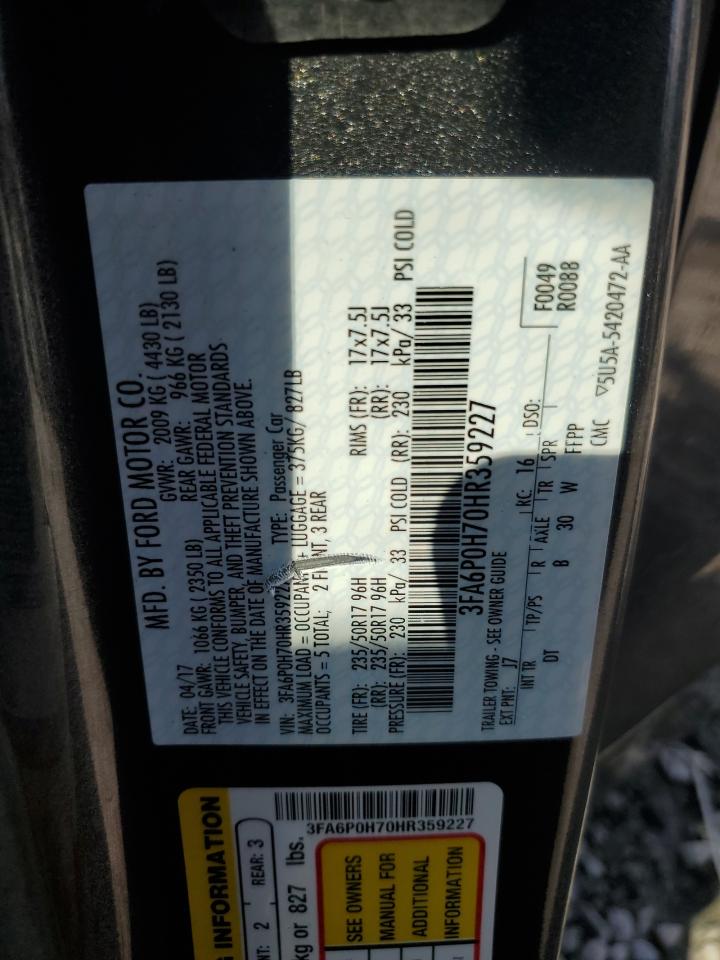 MFD. BY FORD MOTOR CO.
DATE: 04/17 GVWR: 2009 KG ( 4430 LB)
FRONT GAWR: 1066 KG ( 2350 LB) REAR GAWR: 966 KG ( 2130 LB)
THIS VEHICLE CONFORMS TO ALL APPLICABLE FEDERAL MOTOR
VEHICLE SAFETY, BUMPER, AND THEFT PREVENTION STANDARDS
IN EFFECT ON THE DATE OF MANUFACTURE SHOWN ABOVE.
VIN: 3FA6P0H70HR359227 TYPE: Passenger Car
MAXIMUM LOAD = OCCUPANTS + LUGGAGE = 375KG/ 827LB
OCCUPANTS = 5 TOTAL; 2 FRONT, 3 REAR
TIRE (FR): 235/50R17 96H RIMS (FR): 17x7.5J
(RR): 235/50R17 96H (RR): 17x7.5J
PRESSURE (FR): 230 kPa/ 33 PSI COLD (RR): 230 kPa/ 33 PSI COLD
3FA6P0H70HR359227
TRAILER TOWING - SEE OWNER GUIDE
EXT PNT: J7 RC: 16 DSO:
INT TR TP/PS R AXLE TR SPR F0049
DT B 30 W FFPP R0088
CMC ▽5U5A-5420472-AA
INFORMATION
2 REAR: 3
kg or 827 lbs.
3FA6P0H70HR359227
SEE OWNERS
MANUAL FOR
ADDITIONAL
INFORMATION